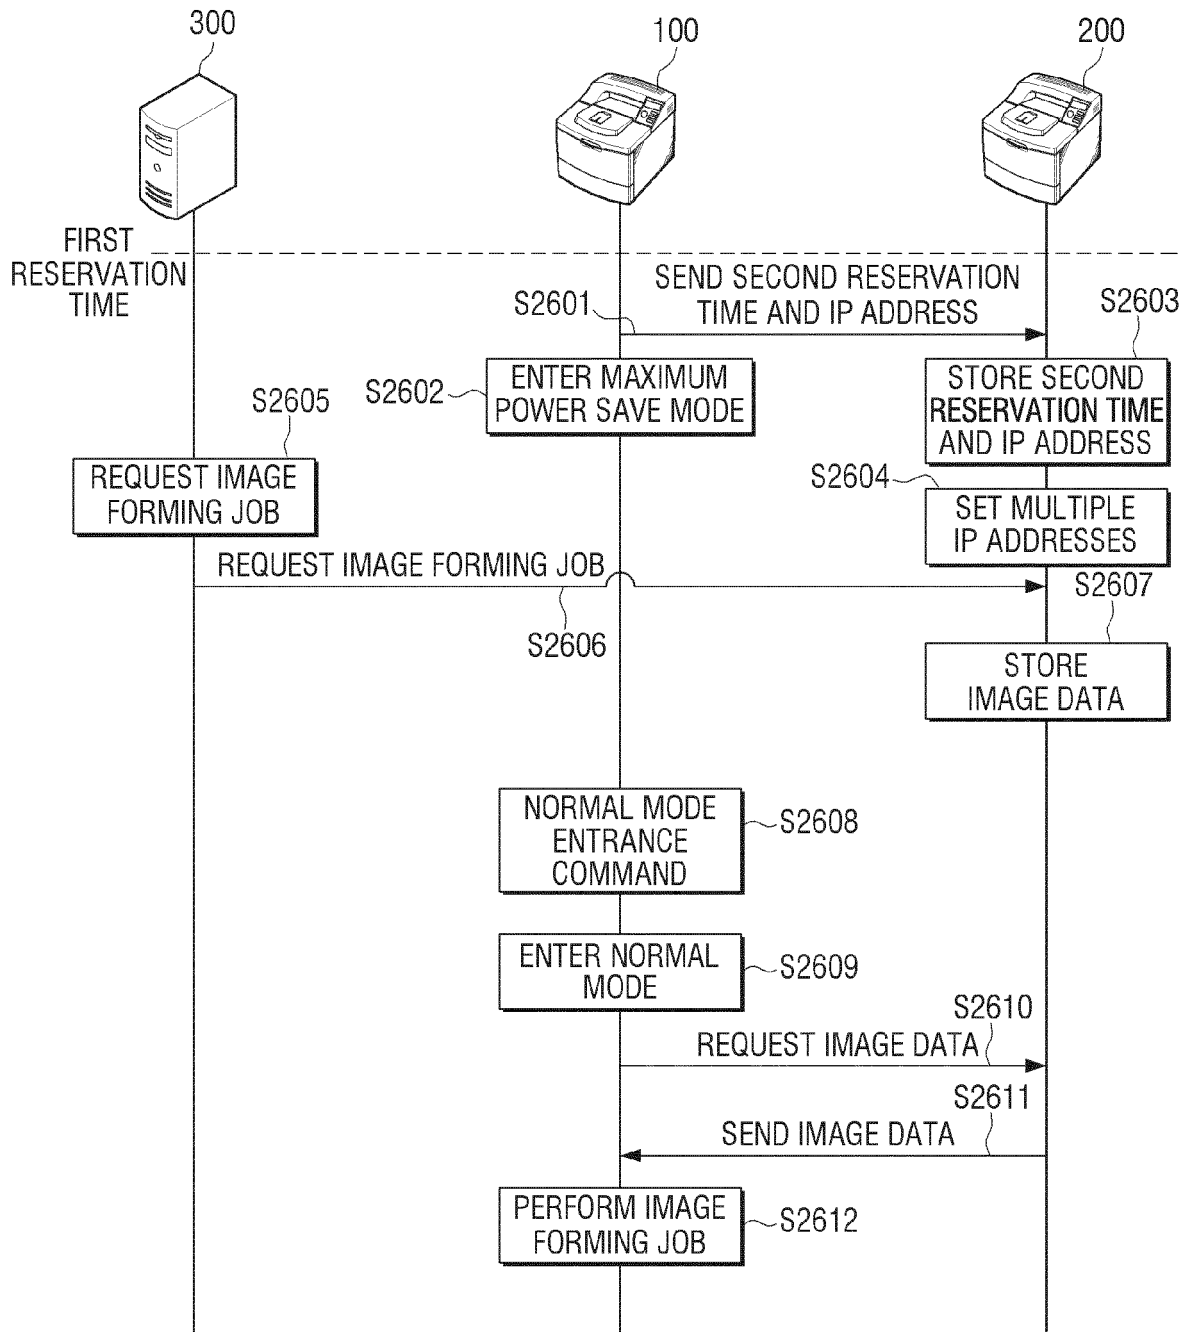 300
100
200
FIRST
RESERVATION
TIME
SEND SECOND RESERVATION
TIME AND IP ADDRESS
S2601
S2603
ENTER MAXIMUM
POWER SAVE MODE
S2602
STORE SECOND
RESERVATION TIME
AND IP ADDRESS
S2605
REQUEST IMAGE
FORMING JOB
S2604
SET MULTIPLE
IP ADDRESSES
REQUEST IMAGE FORMING JOB
S2606
S2607
STORE
IMAGE DATA
NORMAL MODE
ENTRANCE
COMMAND
S2608
ENTER NORMAL
MODE
S2609
S2610
REQUEST IMAGE DATA
S2611
SEND IMAGE DATA
PERFORM IMAGE
FORMING JOB
S2612